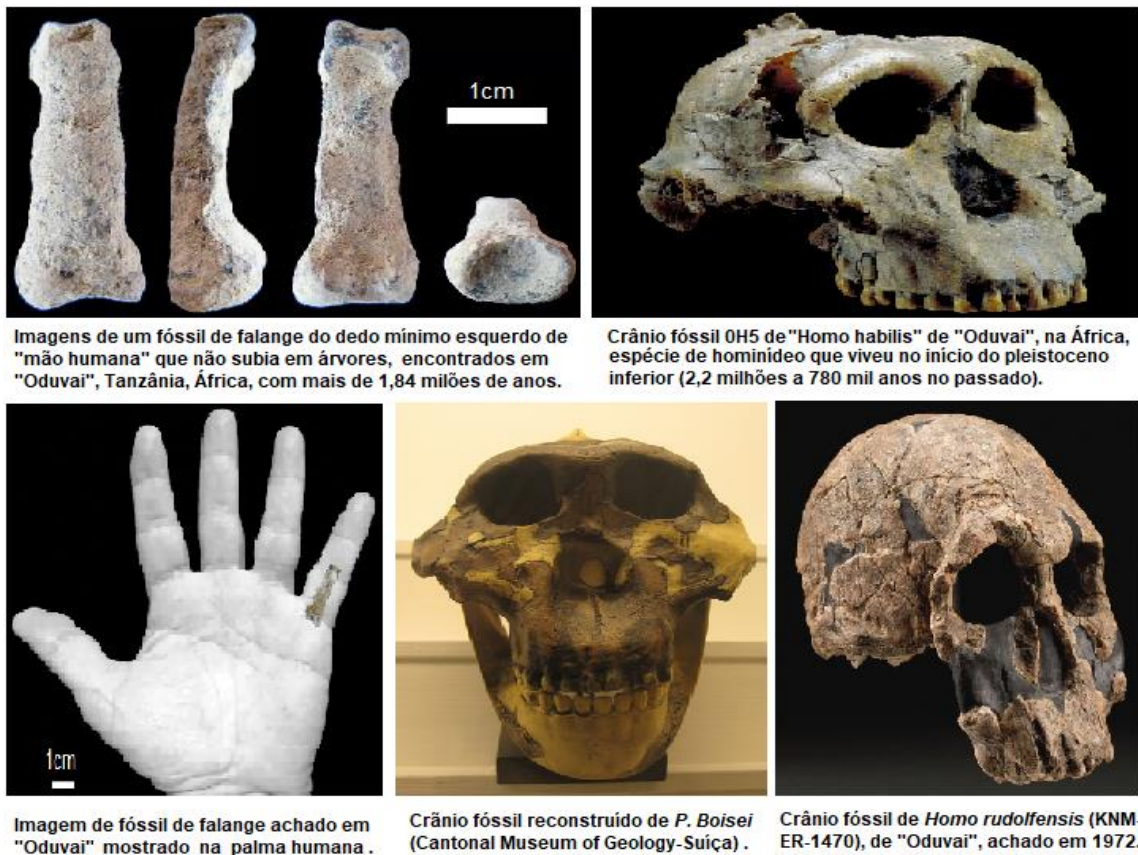 1cm
Imagens de um fóssil de falange do dedo mínimo esquerdo de
"mão humana" que não subia em árvores, encontrados em
"Oduvai", Tanzânia, África, com mais de 1,84 milões de anos.
Crânio fóssil 0H5 de "Homo habilis" de "Oduvai", na África,
espécie de hominídeo que viveu no início do pleistoceno
inferior (2,2 milhões a 780 mil anos no passado).
1cm
Imagem de fóssil de falange achado em
"Oduvai" mostrado na palma humana .
Crãnio fóssil reconstruído de P. Boisei
(Cantonal Museum of Geology-Suíça) .
Crânio fóssil de Homo rudolfensis (KNM-
ER-1470), de "Oduvai", achado em 1972.